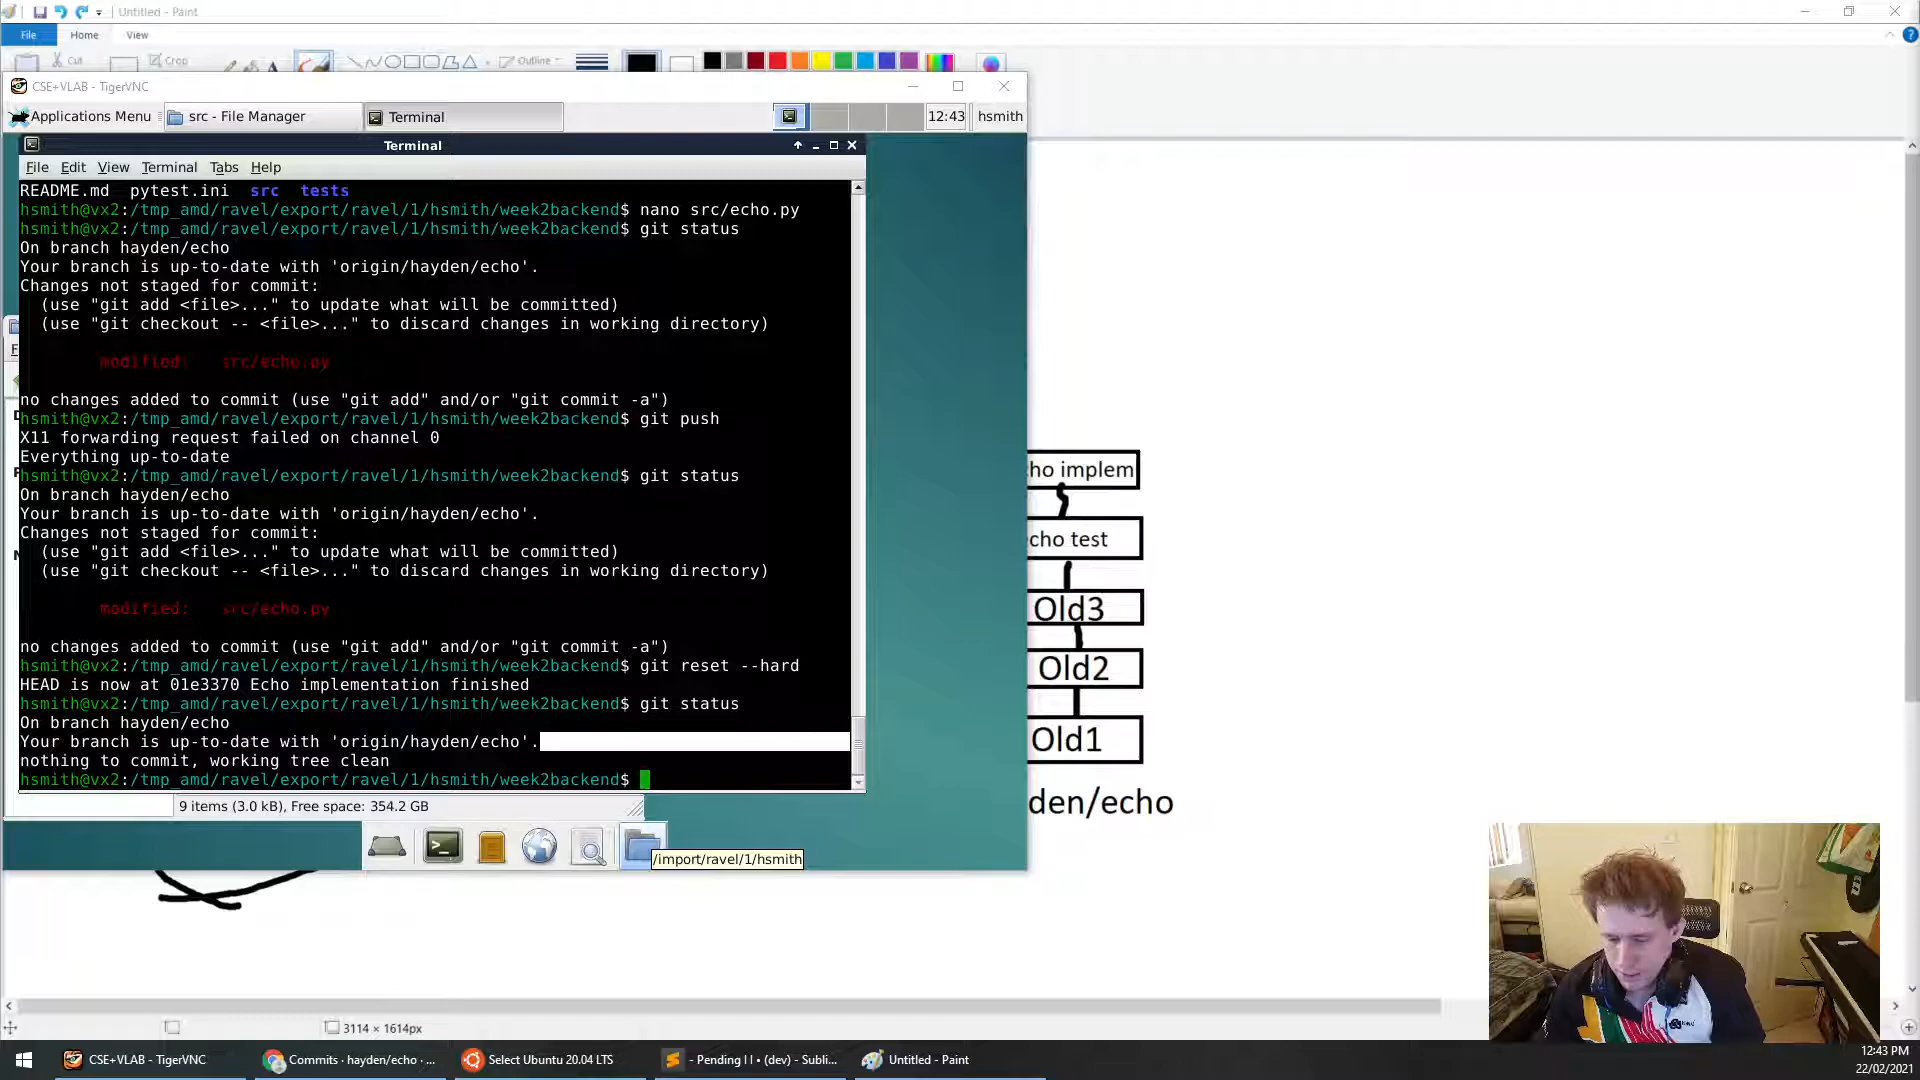 Untitled - Paint
File Home View
Cut
Crop
Outline
CSE+VLAB - TigerVNC
Applications Menu src - File Manager Terminal 12:43 hsmith
Terminal
File Edit View Terminal Tabs Help
README.md pytest.ini src tests
hsmith@vx2:/tmp_amd/ravel/export/ravel/1/hsmith/week2backend$ nano src/echo.py
hsmith@vx2:/tmp_amd/ravel/export/ravel/1/hsmith/week2backend$ git status
On branch hayden/echo
Your branch is up-to-date with 'origin/hayden/echo'.
Changes not staged for commit:
(use "git add <file>..." to update what will be committed)
(use "git checkout -- <file>..." to discard changes in working directory)
modified: src/echo.py
no changes added to commit (use "git add" and/or "git commit -a")
hsmith@vx2:/tmp_amd/ravel/export/ravel/1/hsmith/week2backend$ git push
X11 forwarding request failed on channel 0
Everything up-to-date
hsmith@vx2:/tmp_amd/ravel/export/ravel/1/hsmith/week2backend$ git status
On branch hayden/echo
Your branch is up-to-date with 'origin/hayden/echo'.
Changes not staged for commit:
(use "git add <file>..." to update what will be committed)
(use "git checkout -- <file>..." to discard changes in working directory)
modified: src/echo.py
no changes added to commit (use "git add" and/or "git commit -a")
hsmith@vx2:/tmp_amd/ravel/export/ravel/1/hsmith/week2backend$ git reset --hard
HEAD is now at 01e3370 Echo implementation finished
hsmith@vx2:/tmp_amd/ravel/export/ravel/1/hsmith/week2backend$ git status
On branch hayden/echo
Your branch is up-to-date with 'origin/hayden/echo'.
nothing to commit, working tree clean
hsmith@vx2:/tmp_amd/ravel/export/ravel/1/hsmith/week2backend$
9 items (3.0 kB), Free space: 354.2 GB
/import/ravel/1/hsmith
ho implem
cho test
Old3
Old2
Old1
den/echo
3114 × 1614px
CSE+VLAB - TigerVNC Commits · hayden/echo · ... Select Ubuntu 20.04 LTS - Pending l l • (dev) - Subli... Untitled - Paint
12:43 PM
22/02/2021